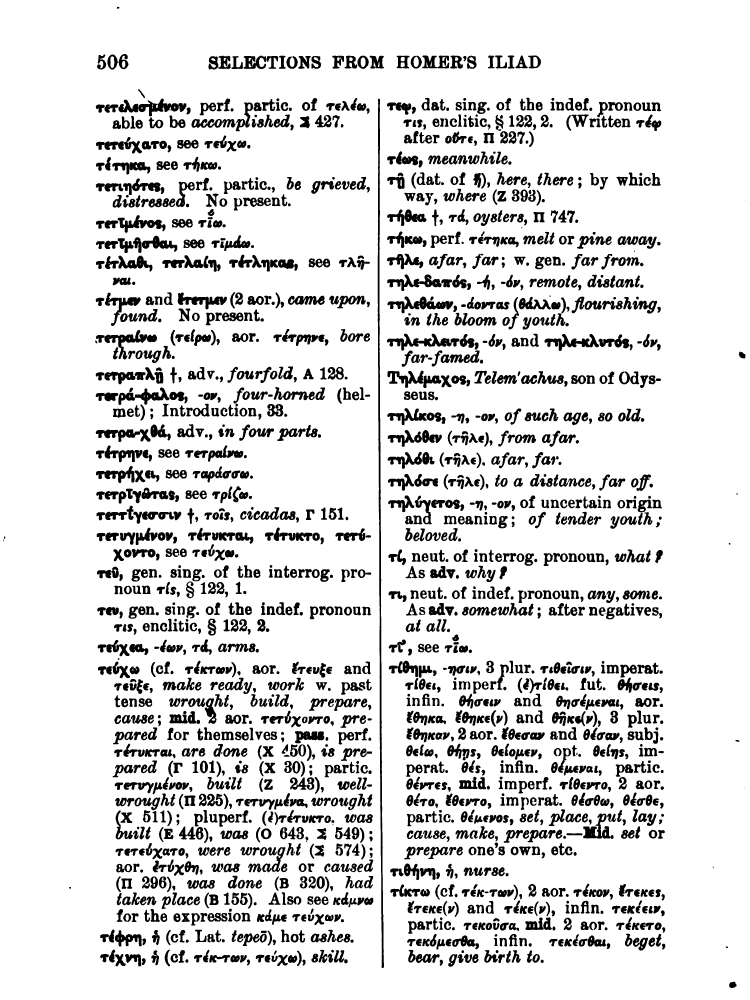 506 SELECTIONS FROM HOMER'S ILIAD
τετελεσμένον, perf. partic. of τελέω,
able to be accomplished, Σ 427.
τετεύχατο, see τεύχω.
τέτηκα, see τήκω.
τετιηότες, perf. partic., be grieved,
distressed. No present.
τετῑμένος, see τῑ́ω.
τετῑμῆσθαι, see τῑμάω.
τέτλαθι, τετλαίη, τέτληκας, see τλῆ-
ναι.
τέτμεν and ἔτετμεν (2 aor.), came upon,
found. No present.
τετραίνω (τείρω), aor. τέτρηνε, bore
through.
τετραπλῇ †, adv., fourfold, Α 128.
τετρά-φαλος, -ον, four-horned (hel-
met); Introduction, 33.
τετρα-χθά, adv., in four parts.
τέτρηνε, see τετραίνω.
τετρήχει, see ταράσσω.
τετρῑγῶτας, see τρίζω.
τεττίγεσσιν †, τοῖς, cicadas, Γ 151.
τετυγμένον, τέτυκται, τέτυκτο, τετύ-
χοντο, see τεύχω.
τεῦ, gen. sing. of the interrog. pro-
noun τίς, § 122, 1.
τευ, gen. sing. of the indef. pronoun
τις, enclitic, § 122, 2.
τεύχεα, -έων, τά, arms.
τεύχω (cf. τέκτων), aor. ἔτευξε and
τεῦξε, make ready, work w. past
tense wrought, build, prepare,
cause; mid. 2 aor. τετύχοντο, pre-
pared for themselves; pass. perf.
τέτυκται, are done (Χ 450), is pre-
pared (Γ 101), is (Χ 30); partic.
τετυγμένον, built (Ζ 243), well-
wrought (Π 225), τετυγμένα, wrought
(Χ 511); pluperf. (ἐ)τέτυκτο, was
built (Ε 446), was (Ο 643, Σ 549);
τετεύχατο, were wrought (Σ 574);
aor. ἐτύχθη, was made or caused
(Π 296), was done (Β 320), had
taken place (Β 155). Also see κάμνω
for the expression κάμε τεύχων.
τέφρη, ἡ (cf. Lat. tepeō), hot ashes.
τέχνη, ἡ (cf. τέκ-των, τεύχω), skill.
τεῳ, dat. sing. of the indef. pronoun
τις, enclitic, § 122, 2. (Written τέῳ
after οὔτε, Π 227.)
τέως, meanwhile.
τῇ (dat. of ἥ), here, there; by which
way, where (Ζ 393).
τήθεα †, τά, oysters, Π 747.
τήκω, perf. τέτηκα, melt or pine away.
τῆλε, afar, far; w. gen. far from.
τηλε-δαπός, -ή, -όν, remote, distant.
τηλεθάων, -άοντας (θάλλω), flourishing,
in the bloom of youth.
τηλε-κλειτός, -όν, and τηλε-κλυτός, -όν,
far-famed.
Τηλέμαχος, Telem'achus, son of Odys-
seus.
τηλίκος, -η, -ον, of such age, so old.
τηλόθεν (τῆλε), from afar.
τηλόθι (τῆλε), afar, far.
τηλόσε (τῆλε), to a distance, far off.
τηλύγετος, -η, -ον, of uncertain origin
and meaning; of tender youth;
beloved.
τί, neut. of interrog. pronoun, what?
As adv. why?
τι, neut. of indef. pronoun, any, some.
As adv. somewhat; after negatives,
at all.
τῖ', see τῑ́ω.
τίθημι, -ησιν, 3 plur. τιθεῖσιν, imperat.
τίθει, imperf. (ἐ)τίθει, fut. θήσεις,
infin. θήσειν and θησέμεναι, aor.
ἔθηκα, ἔθηκε(ν) and θῆκε(ν), 3 plur.
ἔθηκαν, 2 aor. ἔθεσαν and θέσαν, subj.
θείω, θήῃς, θείομεν, opt. θείης, im-
perat. θές, infin. θέμεναι, partic.
θέντες, mid. imperf. τίθεντο, 2 aor.
θέτο, ἔθεντο, imperat. θέσθω, θέσθε,
partic. θέμενος, set, place, put, lay;
cause, make, prepare.—Mid. set or
prepare one's own, etc.
τιθήνη, ἡ, nurse.
τίκτω (cf. τέκ-των), 2 aor. τέκον, ἔτεκες,
ἔτεκε(ν) and τέκε(ν), infin. τεκέειν,
partic. τεκοῦσα, mid. 2 aor. τέκετο,
τεκόμεσθα, infin. τεκέσθαι, beget,
bear, give birth to.